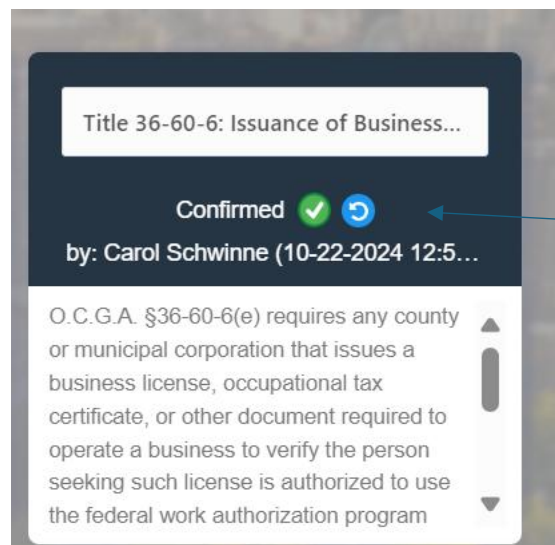 Title 36-60-6: Issuance of Business...
Confirmed
by: Carol Schwinne (10-22-2024 12:5...
O.C.G.A. §36-60-6(e) requires any county
or municipal corporation that issues a
business license, occupational tax
certificate, or other document required to
operate a business to verify the person
seeking such license is authorized to use
the federal work authorization program